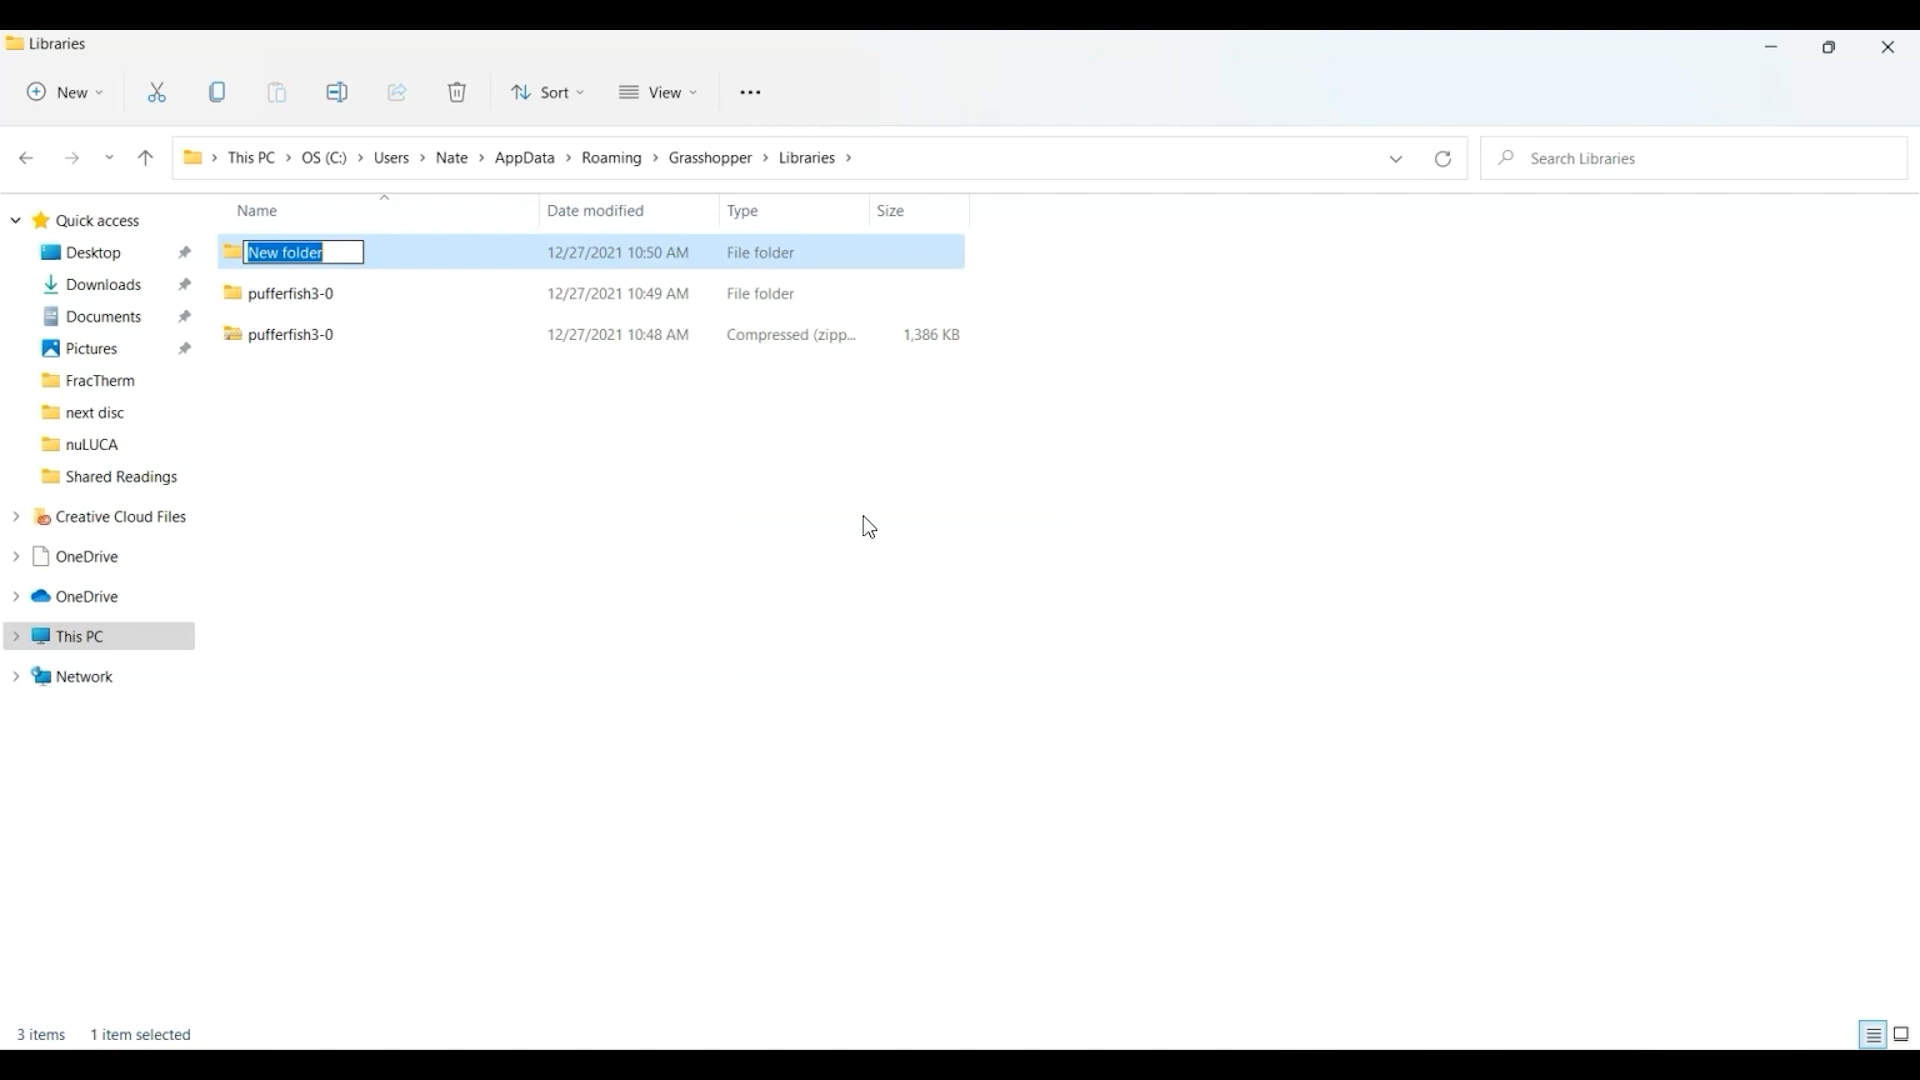 Libraries
New
Sort
View
This PC > OS (C:) > Users > Nate > AppData > Roaming > Grasshopper > Libraries >
Search Libraries
Name Date modified Type Size
Quick access
Desktop
Downloads
Documents
Pictures
FracTherm
next disc
nuLUCA
Shared Readings
Creative Cloud Files
OneDrive
OneDrive
This PC
Network
New folder 12/27/2021 10:50 AM File folder
pufferfish3-0 12/27/2021 10:49 AM File folder
pufferfish3-0 12/27/2021 10:48 AM Compressed (zipp... 1,386 KB
3 items 1 item selected